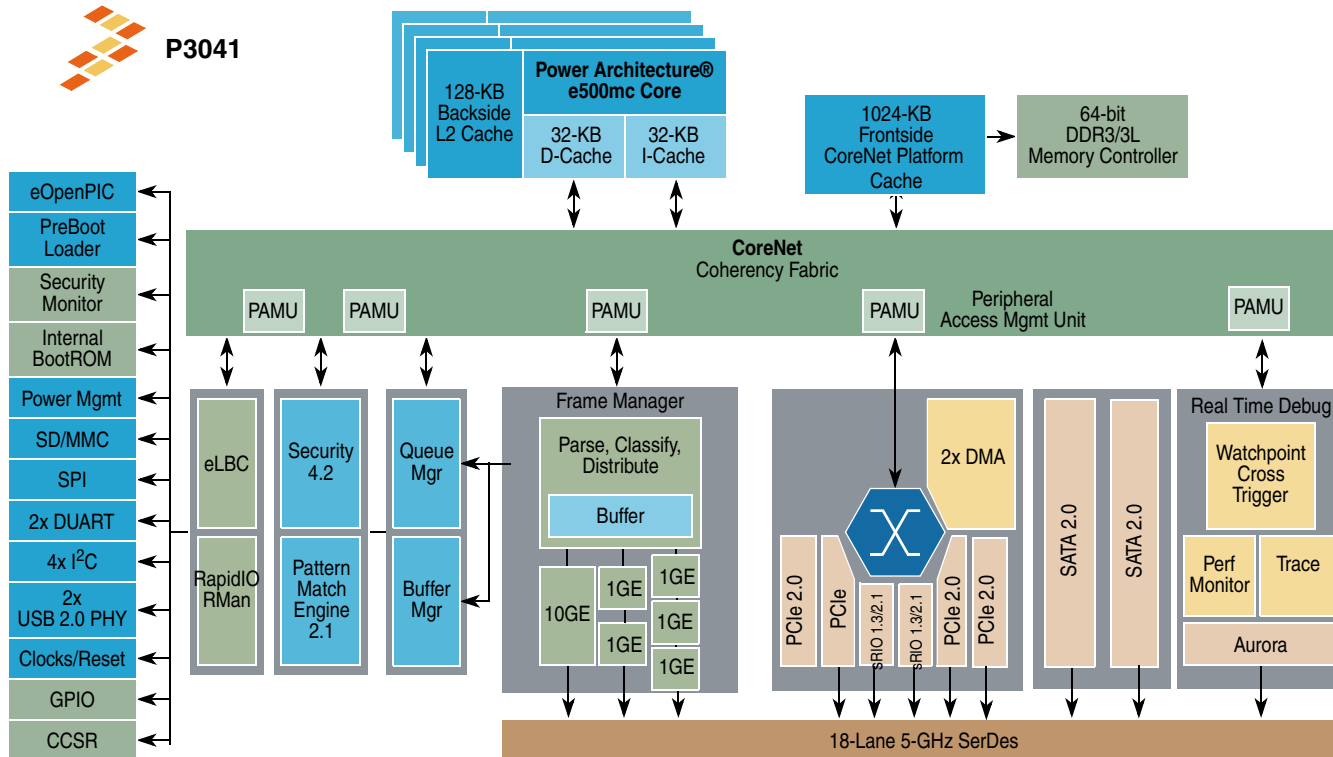 P3041
128-KB
Backside
L2 Cache
Power Architecture®
e500mc Core
32-KB
D-Cache
32-KB
I-Cache
1024-KB
Frontside
CoreNet Platform
Cache
64-bit
DDR3/3L
Memory Controller
eOpenPIC
PreBoot
Loader
Security
Monitor
Internal
BootROM
Power Mgmt
SD/MMC
SPI
2x DUART
4x I²C
2x
USB 2.0 PHY
Clocks/Reset
GPIO
CCSR
CoreNet
Coherency Fabric
PAMU
PAMU
PAMU
PAMU
Peripheral
Access Mgmt Unit
PAMU
eLBC
RapidIO
RMan
Security
4.2
Pattern
Match
Engine
2.1
Queue
Mgr
Buffer
Mgr
Frame Manager
Parse, Classify,
Distribute
Buffer
10GE
1GE
1GE
1GE
1GE
1GE
2x DMA
PCIe 2.0
PCIe
sRIO 1.3/2.1
sRIO 1.3/2.1
PCIe 2.0
PCIe 2.0
SATA 2.0
SATA 2.0
Real Time Debug
Watchpoint
Cross
Trigger
Perf
Monitor
Trace
Aurora
18-Lane 5-GHz SerDes